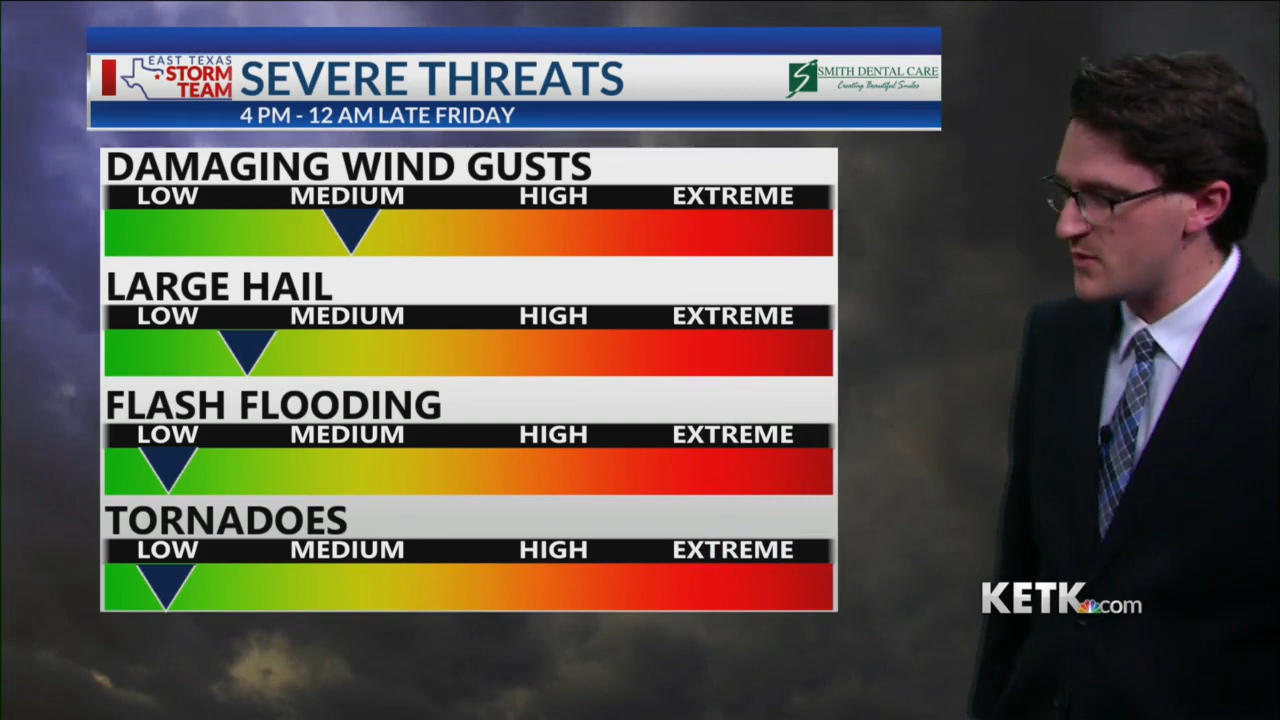 EAST TEXAS
STORM
TEAM
SEVERE THREATS
SMITH DENTAL CARE
Creating Beautiful Smiles
4 PM - 12 AM LATE FRIDAY
DAMAGING WIND GUSTS
LOW MEDIUM HIGH EXTREME
LARGE HAIL
LOW MEDIUM HIGH EXTREME
FLASH FLOODING
LOW MEDIUM HIGH EXTREME
TORNADOES
LOW MEDIUM HIGH EXTREME
KETK.com